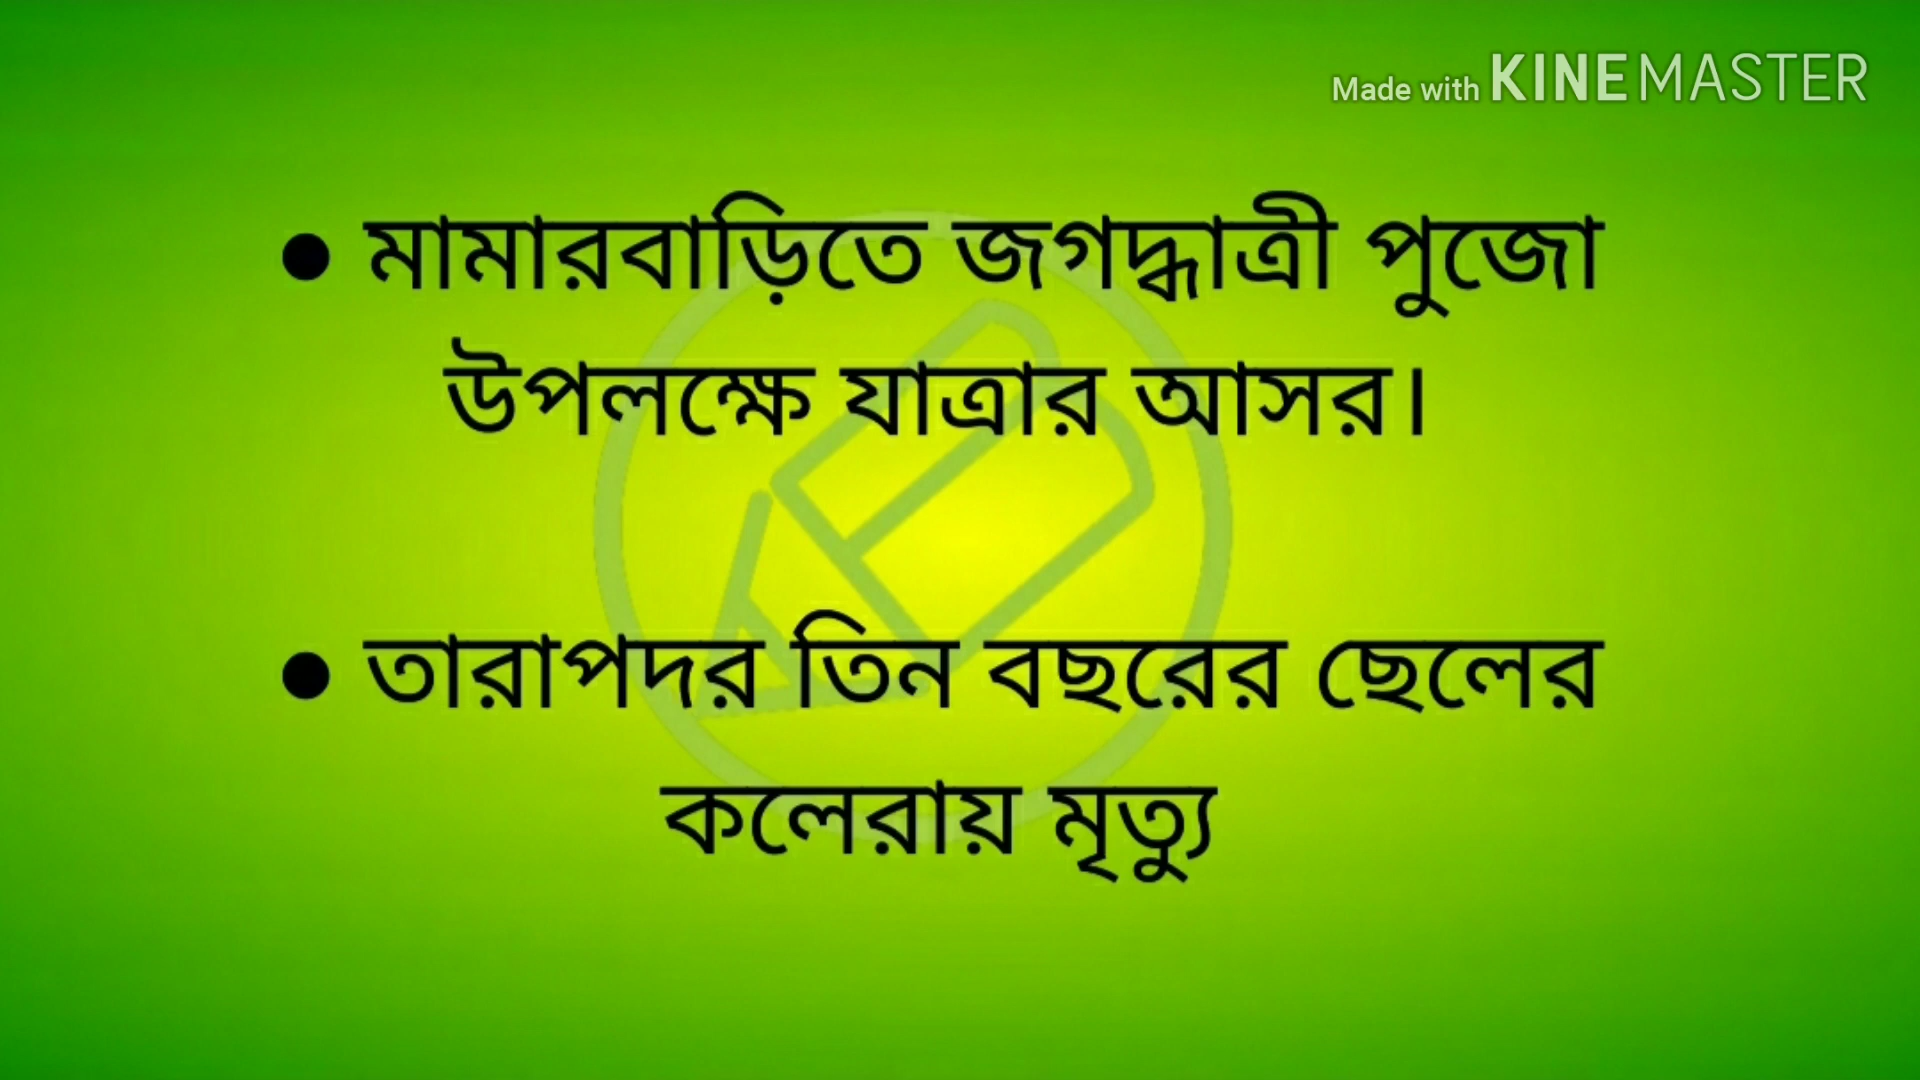 Made with KINEMASTER
• মামারবাড়িতে জগদ্ধাত্রী পুজো
উপলক্ষে যাত্রার আসর।
• তারাপদর তিন বছরের ছেলের
কলেরায় মৃত্যু